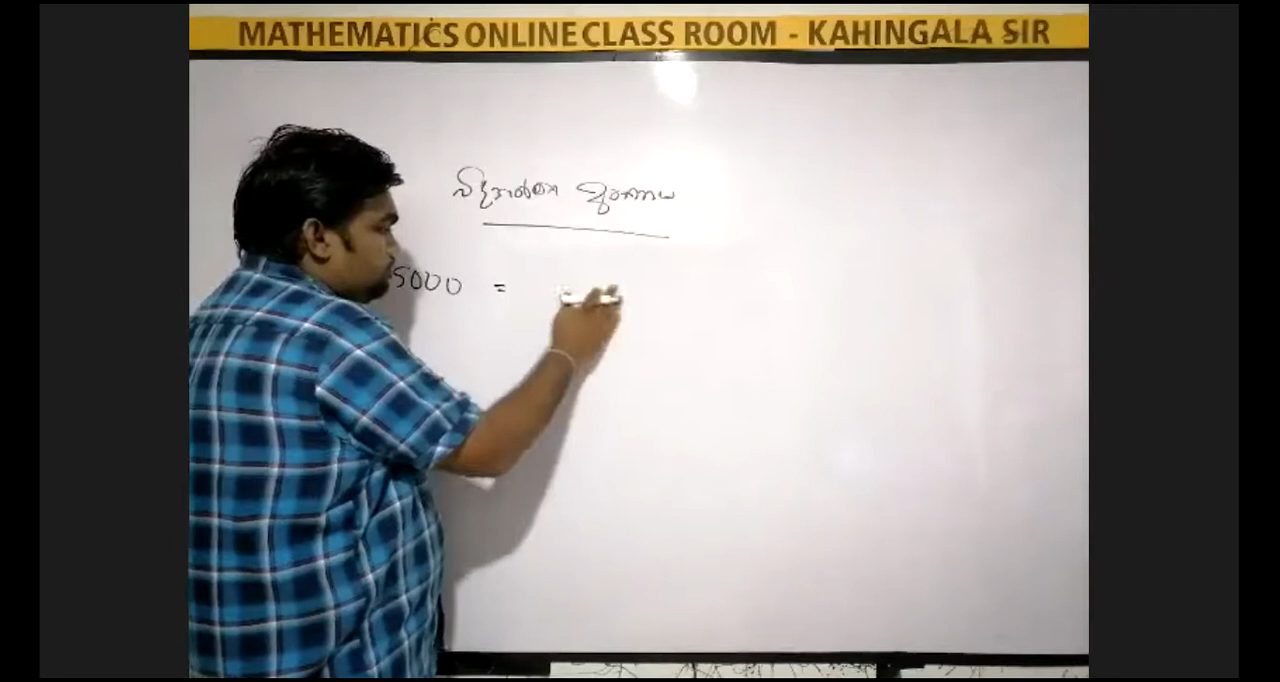 MATHEMATICS ONLINE CLASS ROOM - KAHINGALA SIR
විද්‍යාත්මක අංකනය
5000 =